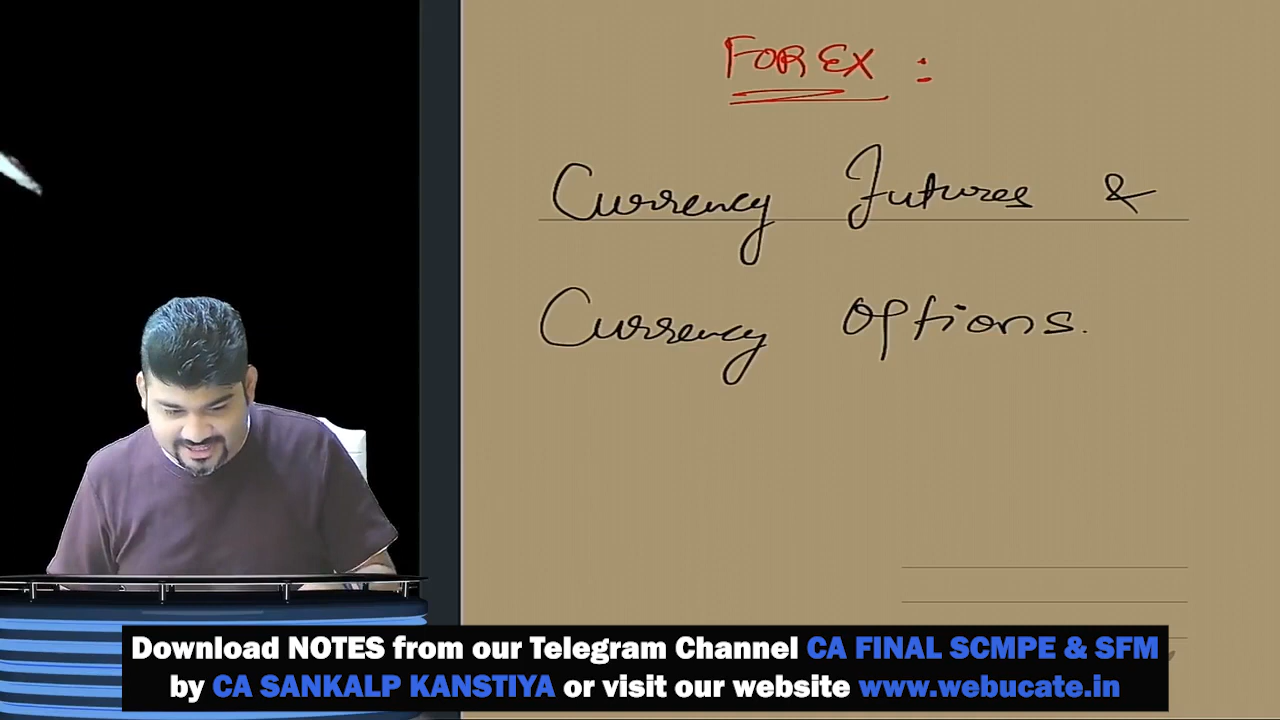 FOREX :
Currency Futures &
Currency Options.
Download NOTES from our Telegram Channel CA FINAL SCMPE & SFM
by CA SANKALP KANSTIYA or visit our website www.webucate.in